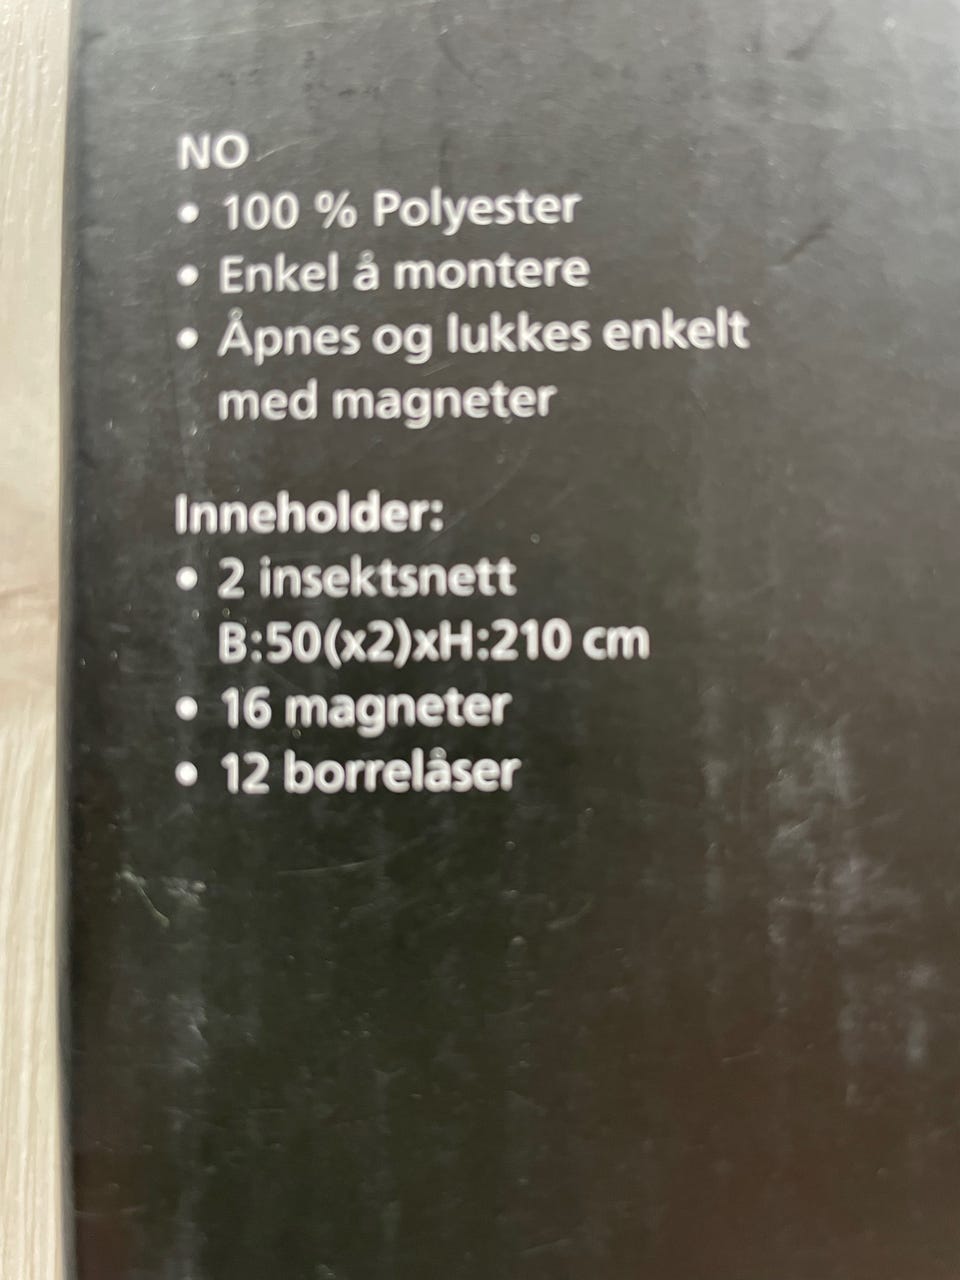 NO
• 100 % Polyester
• Enkel å montere
• Åpnes og lukkes enkelt
med magneter
Inneholder:
• 2 insektsnett
B:50(x2)xH:210 cm
• 16 magneter
• 12 borrelåser